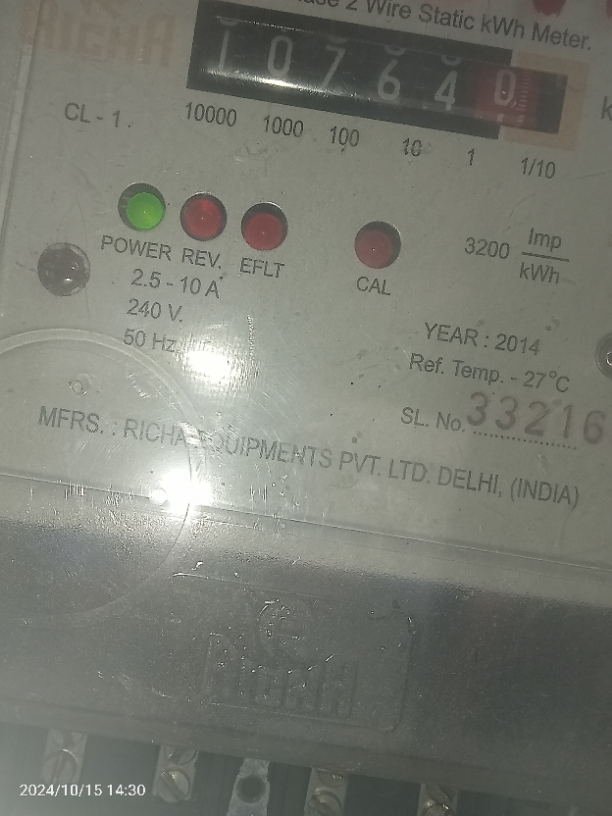 2 Wire Static kWh Meter.
1 0 7 6 4 0
CL - 1. 10000 1000 100 10 1 1/10
POWER REV. EFLT CAL
3200 Imp
kWh
2.5 - 10 A
240 V.
50 Hz
YEAR : 2014
Ref. Temp. - 27°C
SL. No. 33216
MFRS. : RICHA EQUIPMENTS PVT. LTD. DELHI, (INDIA)
2024/10/15 14:30